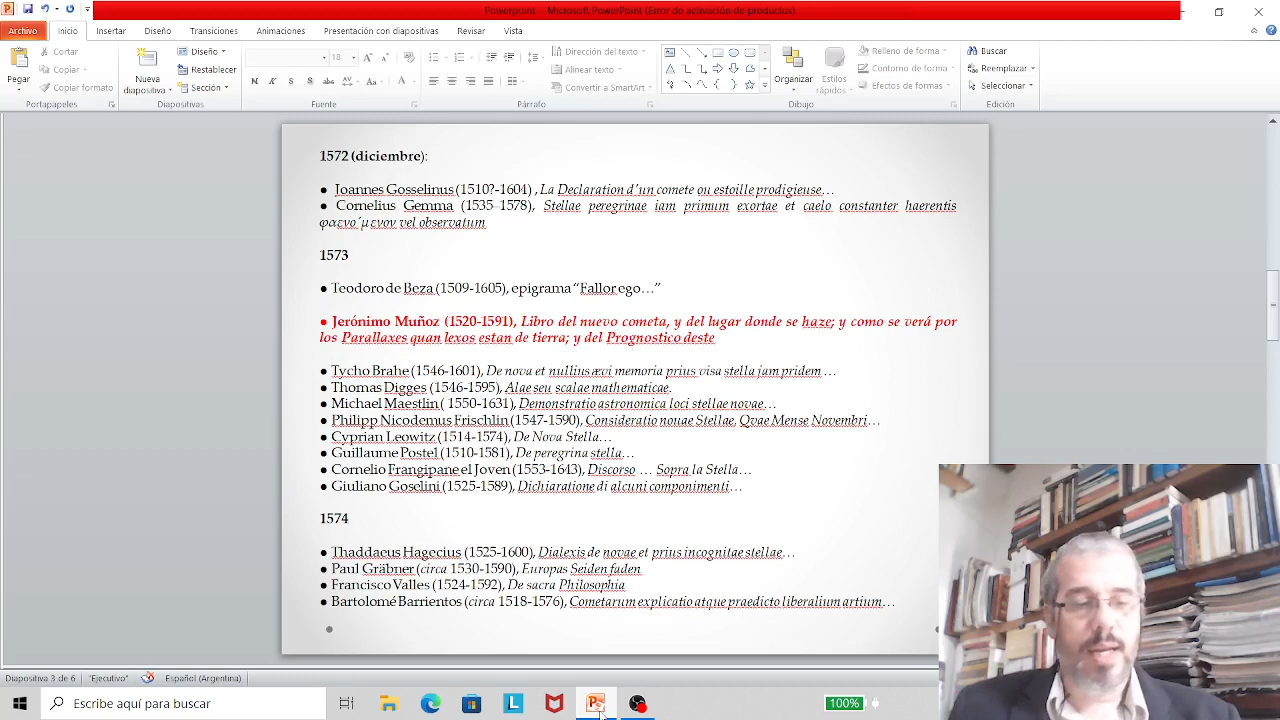 Powerpoint - Microsoft PowerPoint (Error de activación de productos)
Archivo Inicio Insertar Diseño Transiciones Animaciones Presentación con diapositivas Revisar Vista
Cortar
Copiar
Copiar formato
Pegar
Portapapeles
Nueva
diapositiva
Diseño
Restablecer
Sección
Diapositivas
18
N K S S abc AV Aa A
Fuente
Dirección del texto
Alinear texto
Convertir a SmartArt
Párrafo
Organizar
Estilos
rápidos
Relleno de forma
Contorno de forma
Efectos de formas
Dibujo
Buscar
Reemplazar
Seleccionar
Edición
1572 (diciembre):
● Joannes Gosselinus (1510?-1604) , La Declaration d’un comete ou estoille prodigieuse…
● Cornelius Gemma (1535–1578), Stellae peregrinae iam primum exortae et caelo constanter haerentis
φαενο´μενον vel observatum
1573
● Teodoro de Beza (1509-1605), epigrama “Fallor ego…”
● Jerónimo Muñoz (1520-1591), Libro del nuevo cometa, y del lugar donde se haze; y como se verá por
los Parallaxes quan lexos estan de tierra; y del Prognostico deste
● Tycho Brahe (1546-1601), De nova et nullius ævi memoria prius visa stella jam pridem …
● Thomas Digges (1546-1595), Alae seu scalae mathematicae.
● Michael Maestlin ( 1550-1631), Demonstratio astronomica loci stellae novae…
● Philipp Nicodemus Frischlin (1547-1590), Consideratio nouae Stellae, Qvae Mense Novembri…
● Cyprian Leowitz (1514-1574), De Nova Stella…
● Guillaume Postel (1510-1581), De peregrina stella…
● Cornelio Frangipane el Joven (1553-1643), Discorso … Sopra la Stella…
● Giuliano Goselini (1525-1589), Dichiaratione di alcuni componimenti…
1574
● Thaddaeus Hagecius (1525-1600), Dialexis de novae et prius incognitae stellae…
● Paul Gräbner (circa 1530-1590), Europas Seiden faden
● Francisco Valles (1524-1592), De sacra Philosophia
● Bartolomé Barrientos (circa 1518-1576), Cometarum explicatio atque praedicto liberalium artium…
Diapositiva 3 de 6 "Ejecutivo" Español (Argentina)
Escribe aquí para buscar
100%